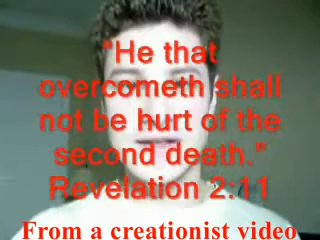 "He that
overcometh shall
not be hurt of the
second death."
Revelation 2:11
From a creationist video